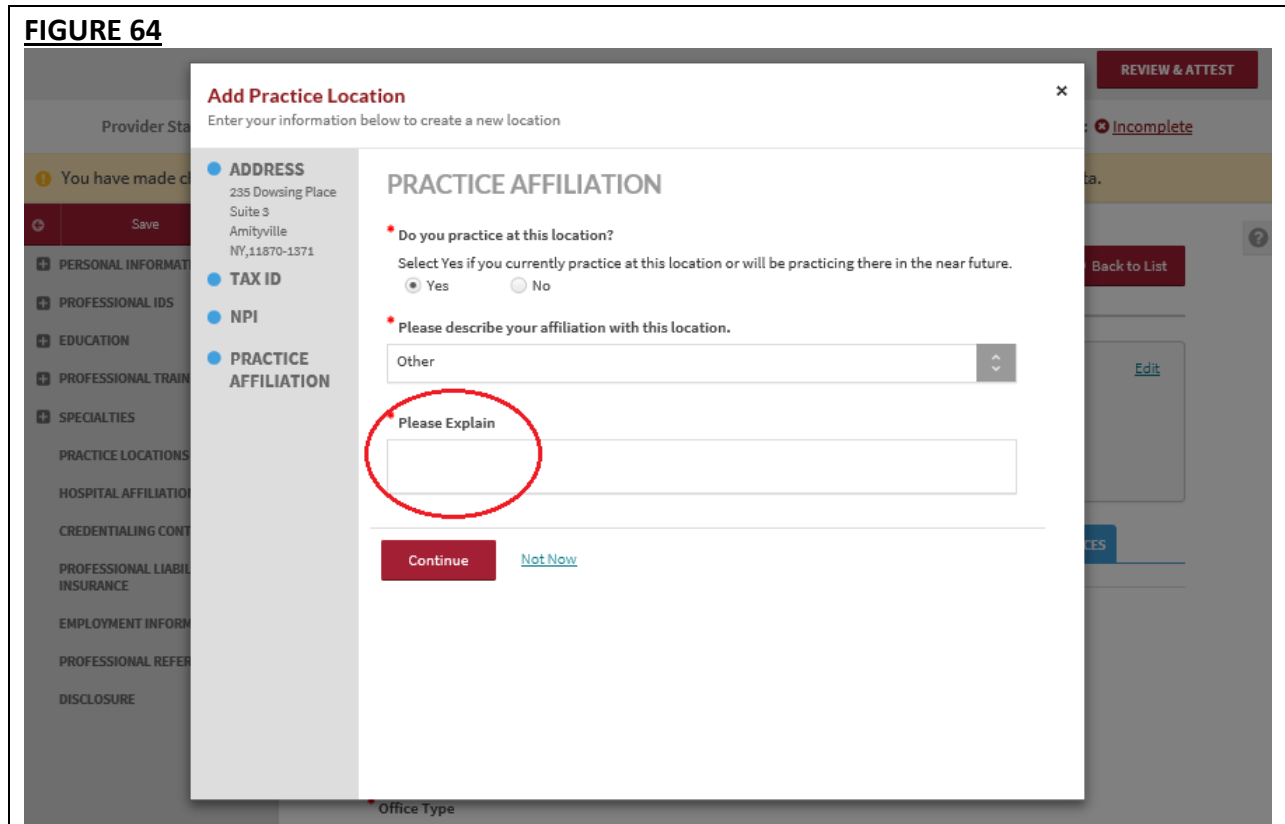 FIGURE 64
REVIEW & ATTEST
Add Practice Location
×
Enter your information below to create a new location
Provider Sta
: Incomplete
You have made c
ta.
Save
Back to List
PERSONAL INFORMAT
PROFESSIONAL IDS
EDUCATION
PROFESSIONAL TRAIN
SPECIALTIES
PRACTICE LOCATIONS
HOSPITAL AFFILIATIO
CREDENTIALING CONT
PROFESSIONAL LIABIL
INSURANCE
EMPLOYMENT INFORM
PROFESSIONAL REFER
DISCLOSURE
ADDRESS
235 Dowsing Place
Suite 3
Amityville
NY,11870-1371
TAX ID
NPI
PRACTICE
AFFILIATION
PRACTICE AFFILIATION
* Do you practice at this location?
Select Yes if you currently practice at this location or will be practicing there in the near future.
Yes No
* Please describe your affiliation with this location.
Other
* Please Explain
Continue Not Now
Edit
CES
* Office Type